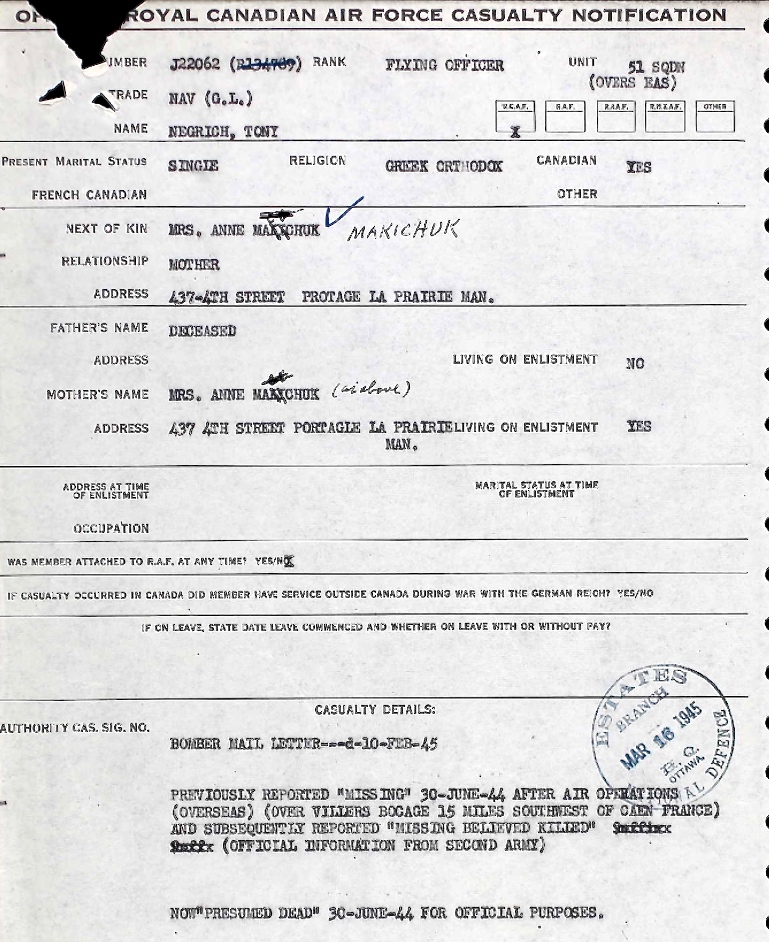 OF ROYAL CANADIAN AIR FORCE CASUALTY NOTIFICATION
UMBER J22062 (R134709) RANK FLYING OFFICER UNIT 51 SQDN
(OVERS EAS)
TRADE NAV (G.L.)
R.C.A.F. R.A.F. R.A.A.F. R.N.Z.A.F. OTHER
NAME NEGRICH, TONY X
PRESENT MARITAL STATUS SINGLE RELIGION GREEK ORTHODOX CANADIAN YES
FRENCH CANADIAN OTHER
NEXT OF KIN MRS. ANNE MAKICHUK MAKICHUK
RELATIONSHIP MOTHER
ADDRESS 437-4TH STREET PROTAGE LA PRAIRIE MAN.
FATHER'S NAME DECEASED
ADDRESS LIVING ON ENLISTMENT NO
MOTHER'S NAME MRS. ANNE MAKICHUK (as above)
ADDRESS 437 4TH STREET PORTAGLE LA PRAIRIE LIVING ON ENLISTMENT YES
MAN.
ADDRESS AT TIME OF ENLISTMENT MARITAL STATUS AT TIME OF ENLISTMENT
OCCUPATION
WAS MEMBER ATTACHED TO R.A.F. AT ANY TIME? YES/NO
IF CASUALTY OCCURRED IN CANADA DID MEMBER HAVE SERVICE OUTSIDE CANADA DURING WAR WITH THE GERMAN REICH? YES/NO
IF ON LEAVE, STATE DATE LEAVE COMMENCED AND WHETHER ON LEAVE WITH OR WITHOUT PAY?
CASUALTY DETAILS:
AUTHORITY CAS. SIG. NO.
ESTATES
BRANCH
MAR 16 1945
H.Q.
OTTAWA.
NAL DEFENCE
BOMBER MAIL LETTER---d-10-FEB-45
PREVIOUSLY REPORTED "MISSING" 30-JUNE-44 AFTER AIR OPERATIONS
(OVERSEAS) (OVER VILLERS BOCAGE 15 MILES SOUTHWEST OF CAEN FRANCE)
AND SUBSEQUENTLY REPORTED "MISSING BELIEVED KILLED"
(OFFICIAL INFORMATION FROM SECOND ARMY)
NOW"PRESUMED DEAD" 30-JUNE-44 FOR OFFICIAL PURPOSES.